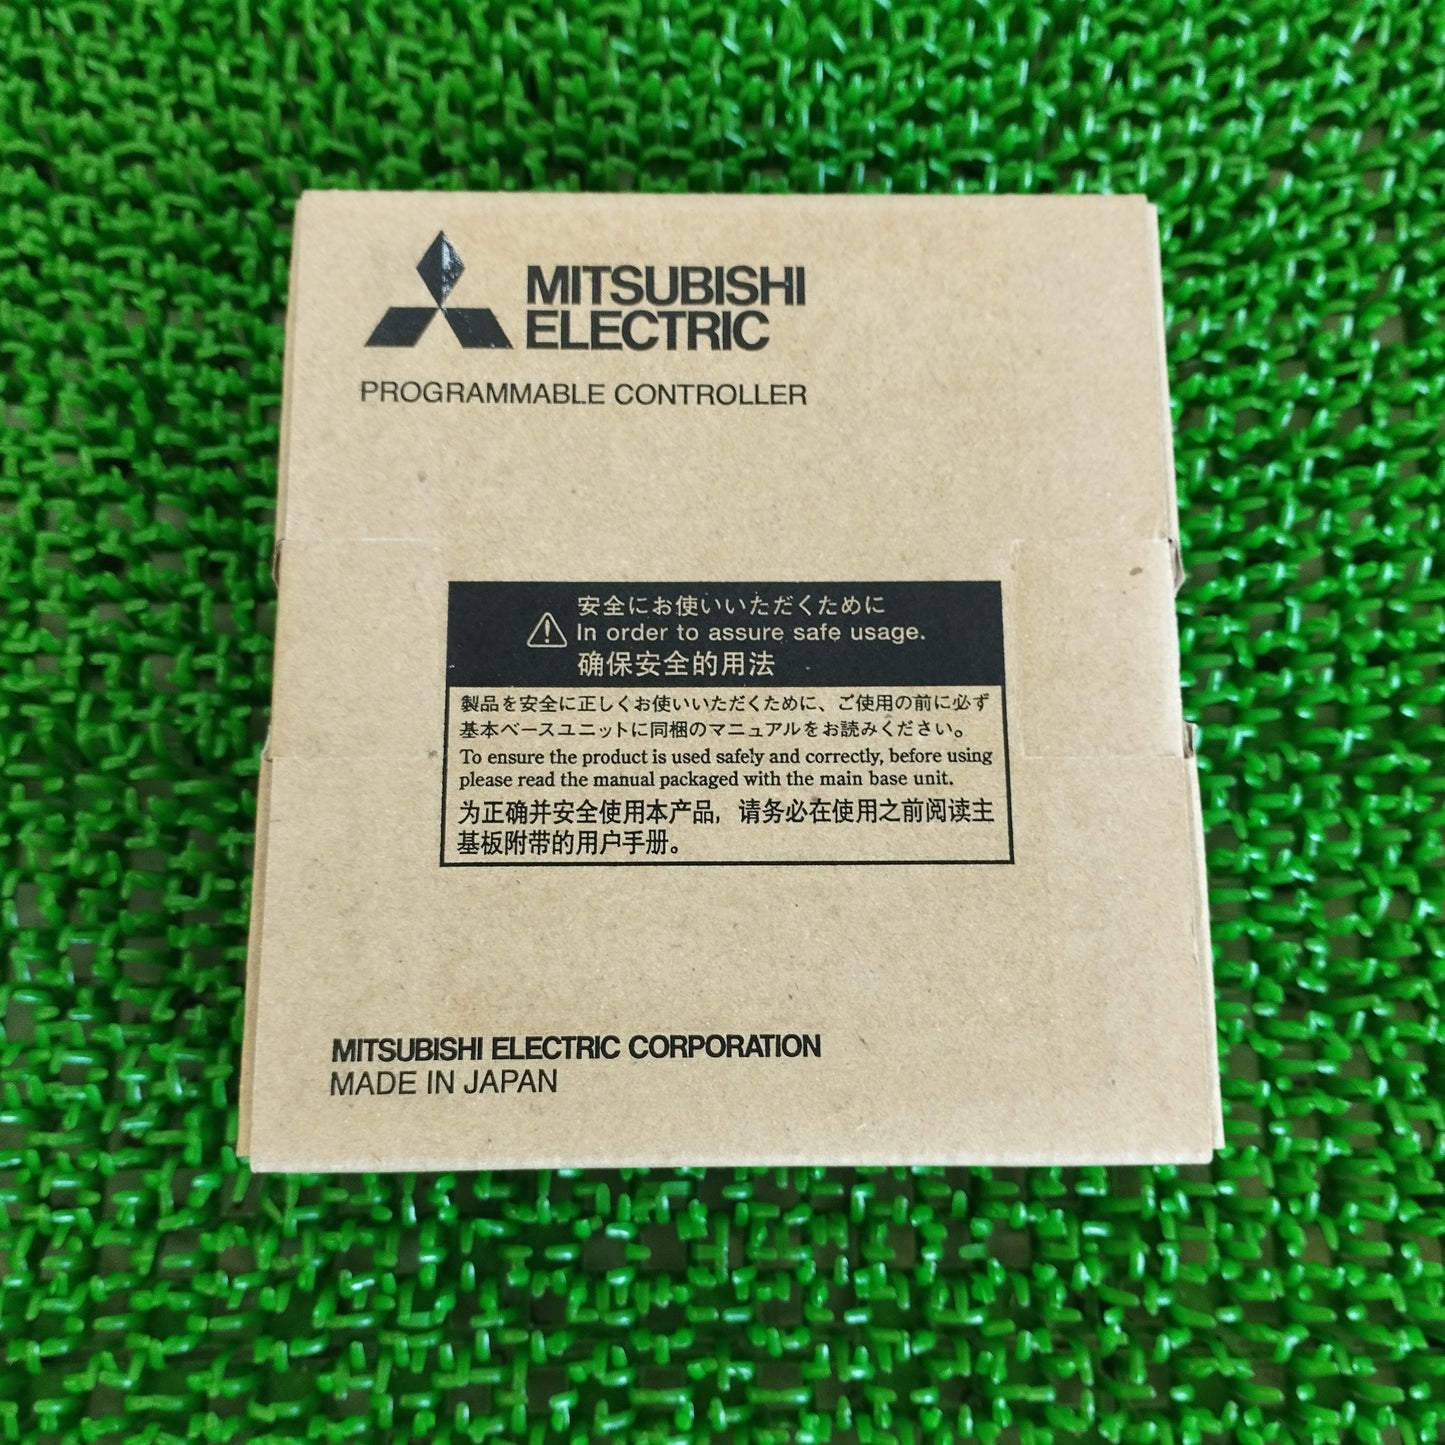 MITSUBISHI
ELECTRIC
PROGRAMMABLE CONTROLLER
安全にお使いいただくために
In order to assure safe usage.
确保安全的用法
製品を安全に正しくお使いいただくために、ご使用の前に必ず
基本ベースユニットに同梱のマニュアルをお読みください。
To ensure the product is used safely and correctly, before using
please read the manual packaged with the main base unit.
为正确并安全使用本产品，请务必在使用之前阅读主
基板附带的用户手册。
MITSUBISHI ELECTRIC CORPORATION
MADE IN JAPAN